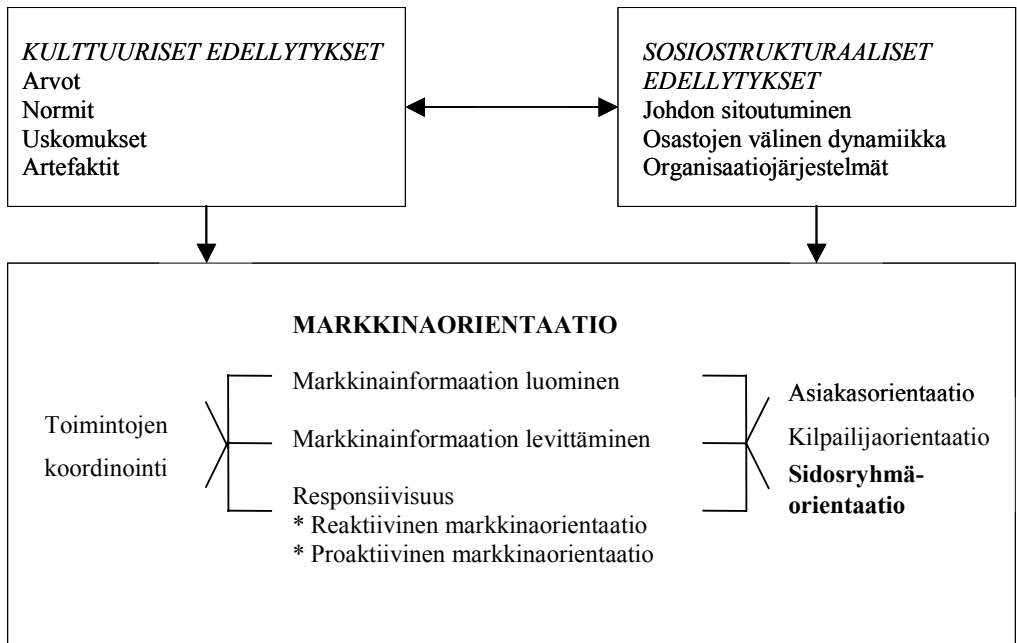 KULTTUURISET EDELLYTYKSET
Arvot
Normit
Uskomukset
Artefaktit
SOSIOSTRUKTURAALISET
EDELLYTYKSET
Johdon sitoutuminen
Osastojen välinen dynamiikka
Organisaatiojärjestelmät
MARKKINAORIENTAATIO
Toimintojen
koordinointi
Markkinainformaation luominen
Markkinainformaation levittäminen
Responsiivisuus
* Reaktiivinen markkinaorientaatio
* Proaktiivinen markkinaorientaatio
Asiakasorientaatio
Kilpailijaorientaatio
Sidosryhmä-
orientaatio